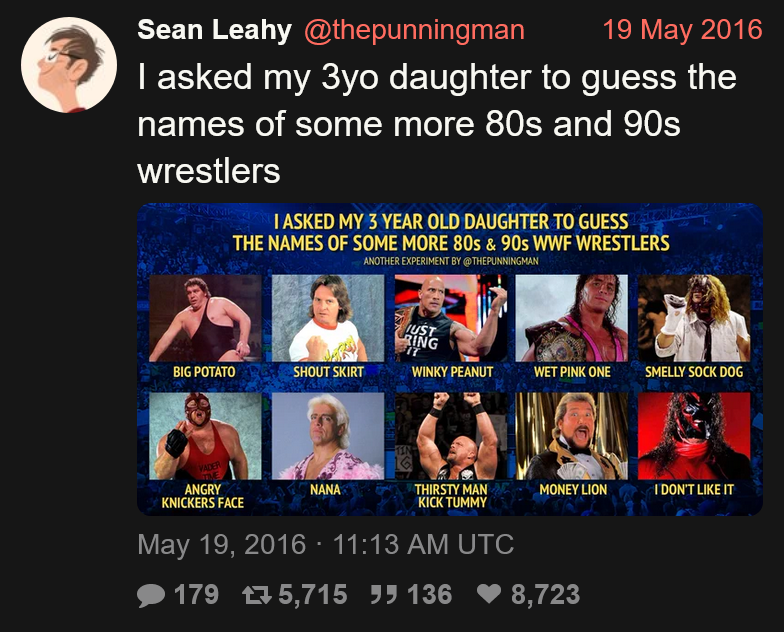 Sean Leahy @thepunningman 19 May 2016
I asked my 3yo daughter to guess the
names of some more 80s and 90s
wrestlers
I ASKED MY 3 YEAR OLD DAUGHTER TO GUESS
THE NAMES OF SOME MORE 80s & 90s WWF WRESTLERS
ANOTHER EXPERIMENT BY @THEPUNNINGMAN
JUST
RING
IT
BIG POTATO
SHOUT SKIRT
WINKY PEANUT
WET PINK ONE
SMELLY SOCK DOG
VADER
TIME
ANGRY
KNICKERS FACE
NANA
THIRSTY MAN
KICK TUMMY
MONEY LION
I DON'T LIKE IT
May 19, 2016 · 11:13 AM UTC
179 5,715 136 8,723